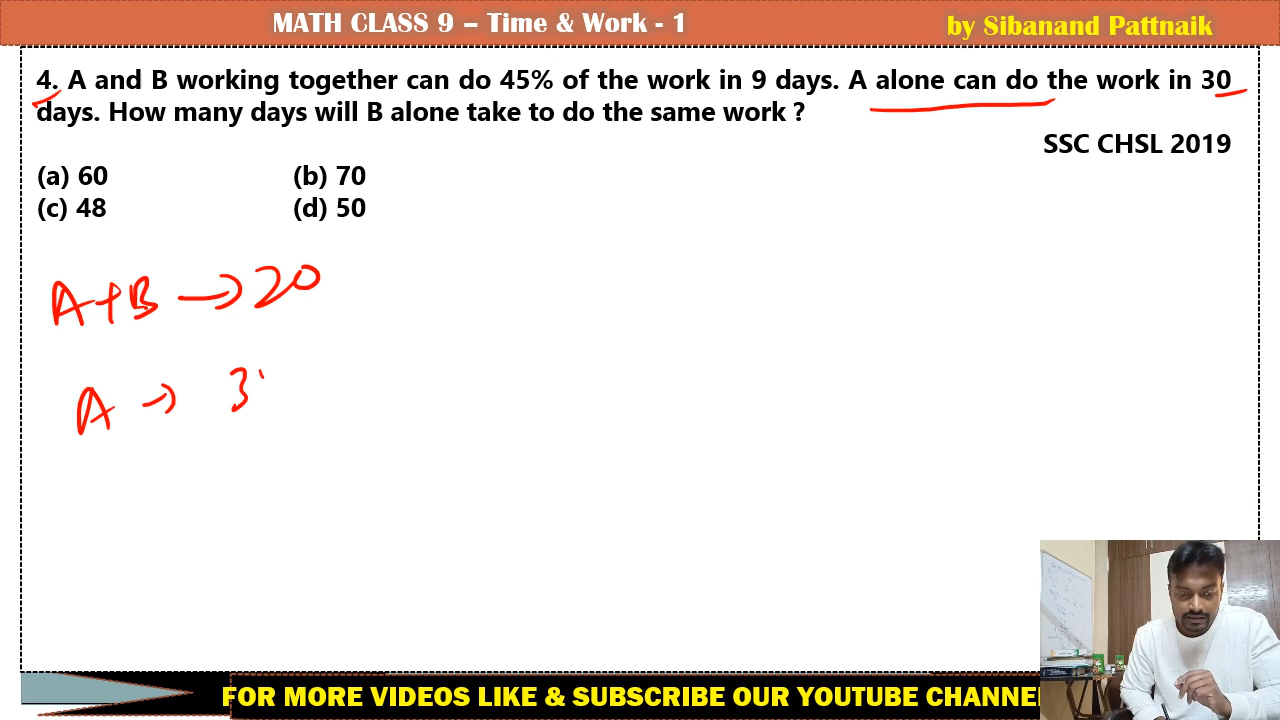 MATH CLASS 9 – Time & Work - 1
by Sibanand Pattnaik
4. A and B working together can do 45% of the work in 9 days. A alone can do the work in 30
days. How many days will B alone take to do the same work ?
SSC CHSL 2019
(a) 60 (b) 70
(c) 48 (d) 50
A+B → 20
A → 3
FOR MORE VIDEOS LIKE & SUBSCRIBE OUR YOUTUBE CHANNE